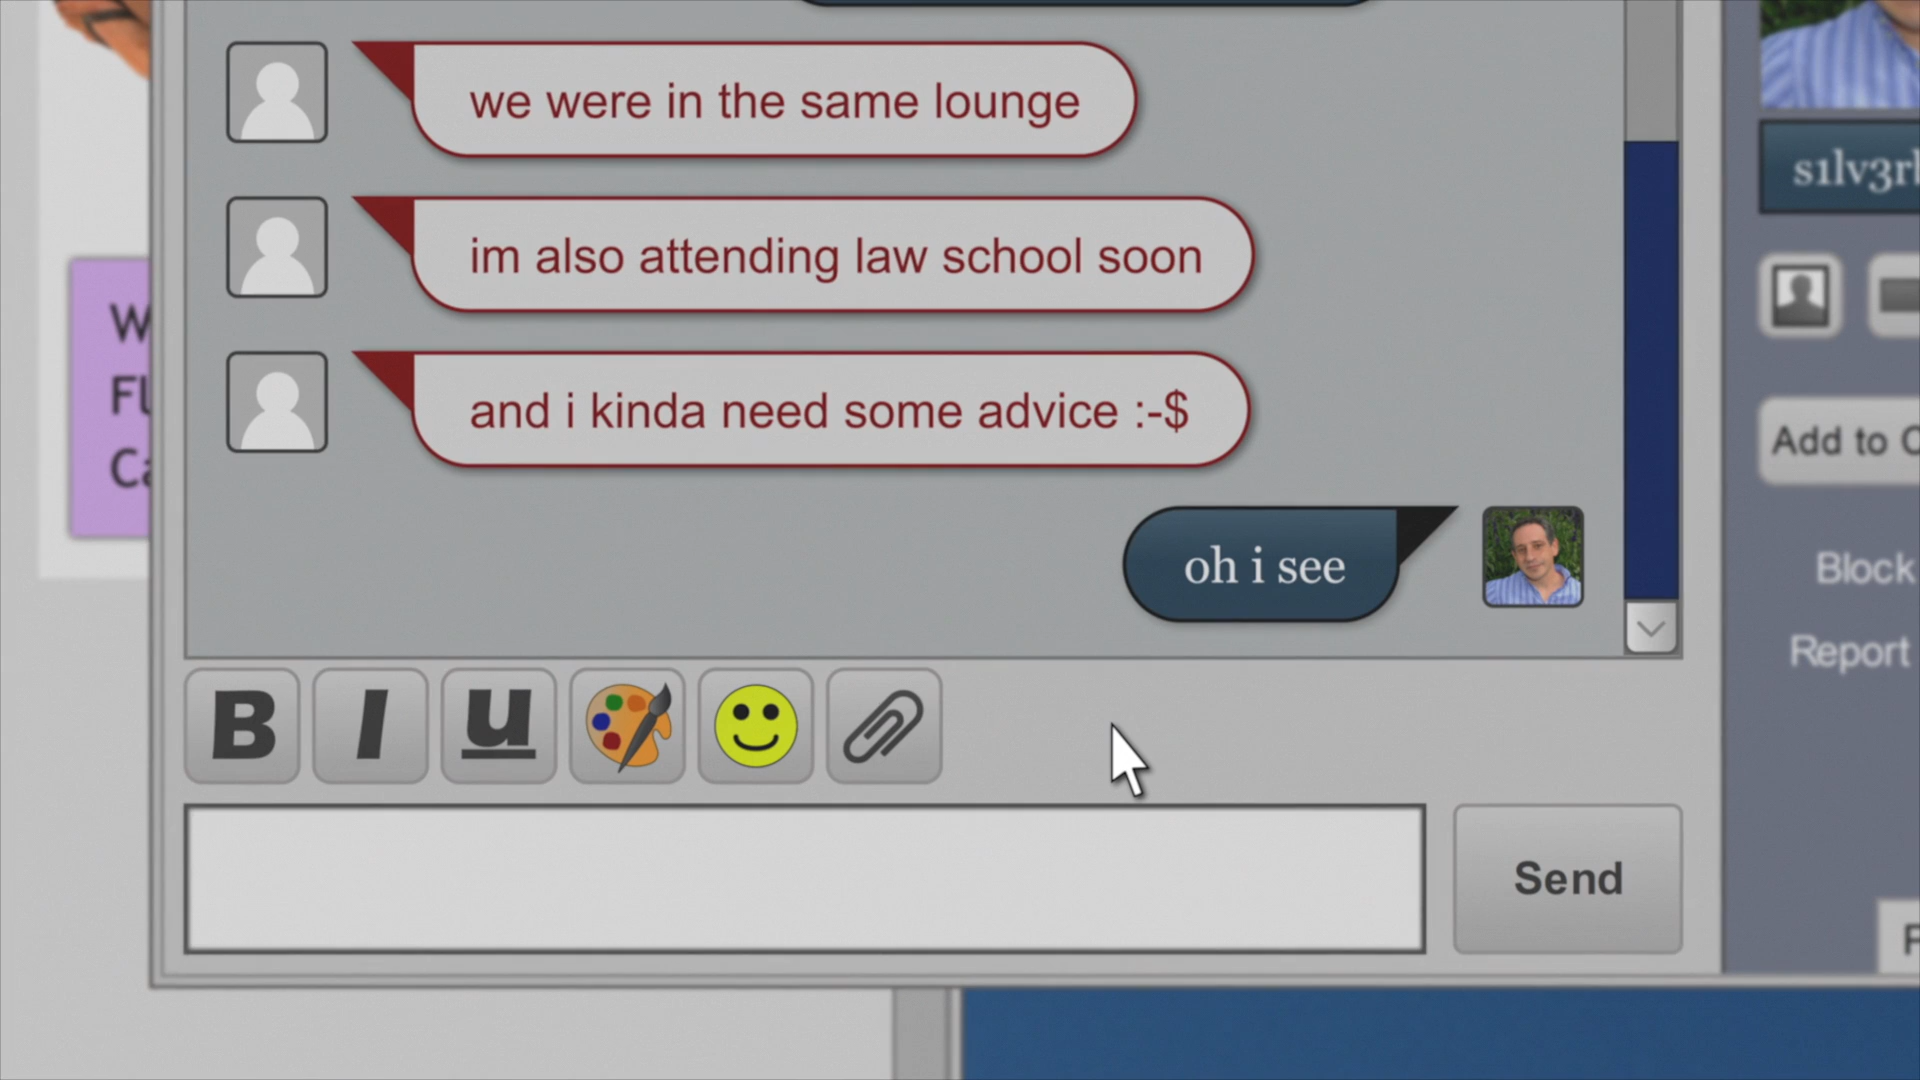 we were in the same lounge
im also attending law school soon
and i kinda need some advice :-$
oh i see
B I u
Send
Add to
Block
Report